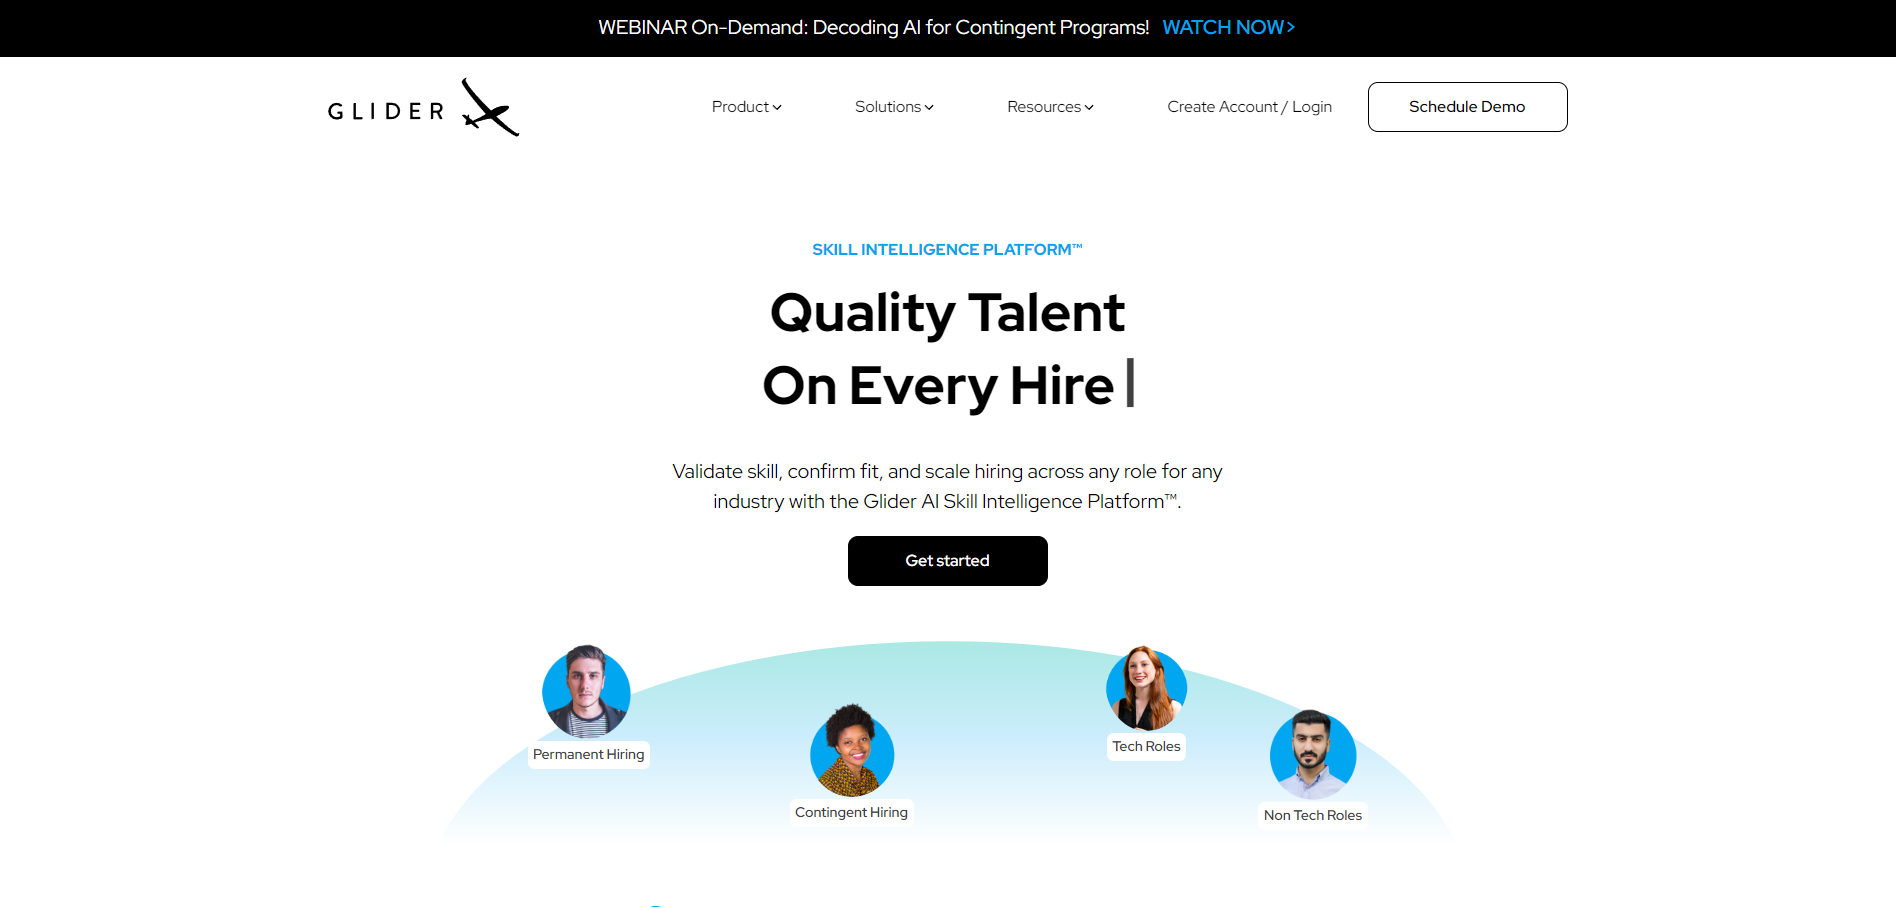 WEBINAR On-Demand: Decoding AI for Contingent Programs! WATCH NOW>
GLIDER
Product
Solutions
Resources
Create Account / Login
Schedule Demo
SKILL INTELLIGENCE PLATFORM™
Quality Talent
On Every Hire
Validate skill, confirm fit, and scale hiring across any role for any
industry with the Glider AI Skill Intelligence Platform™.
Get started
Permanent Hiring
Contingent Hiring
Tech Roles
Non Tech Roles